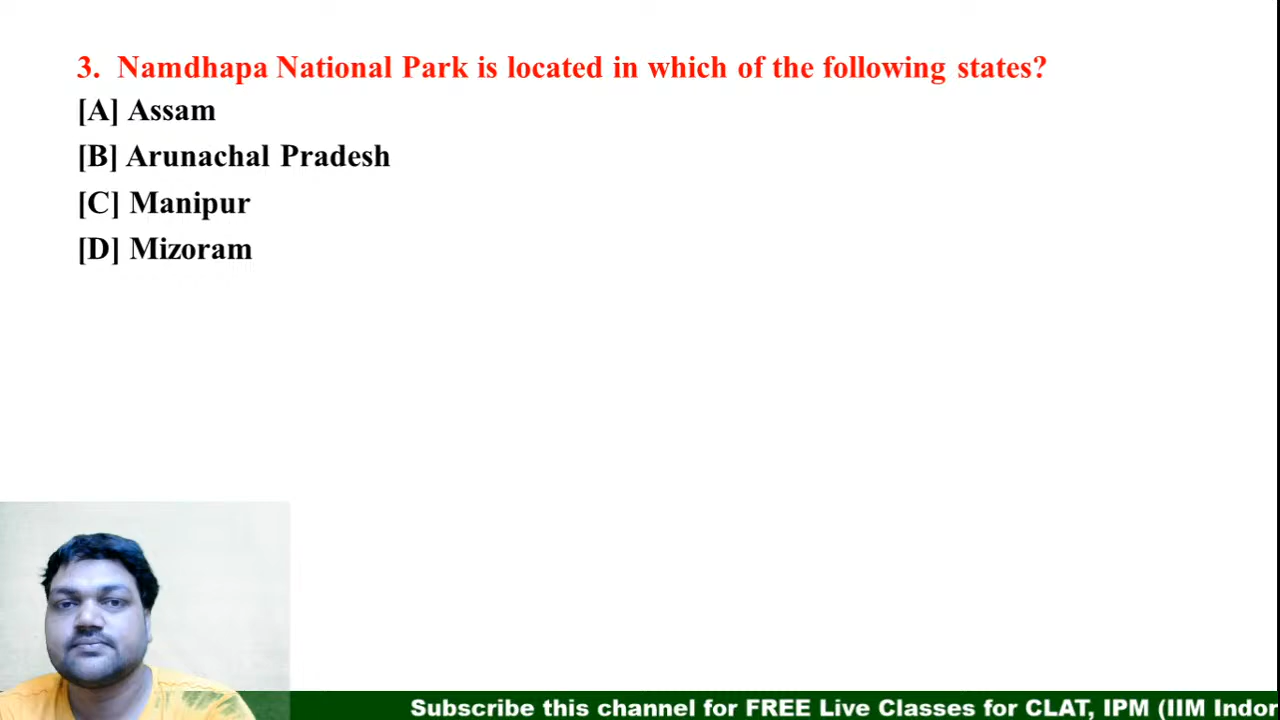 3. Namdhapa National Park is located in which of the following states?
[A] Assam
[B] Arunachal Pradesh
[C] Manipur
[D] Mizoram
Subscribe this channel for FREE Live Classes for CLAT, IPM (IIM Indor